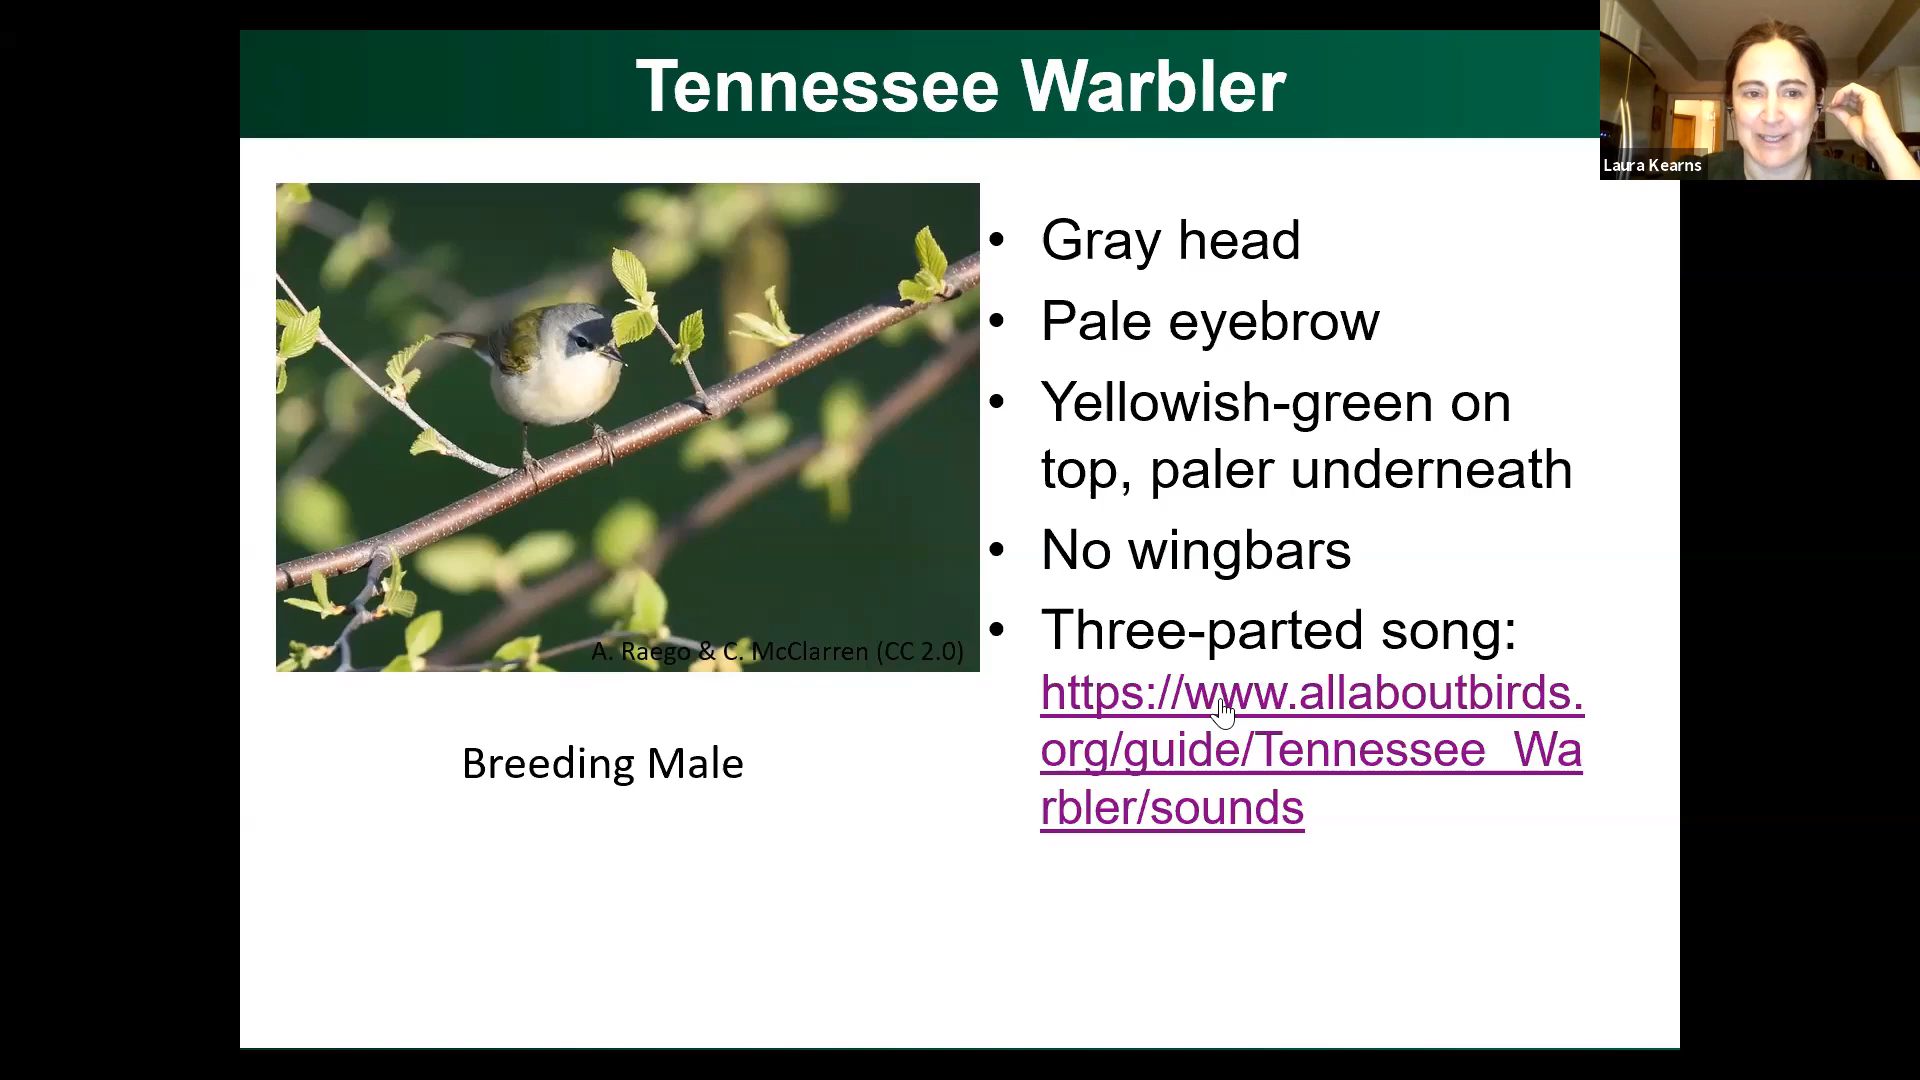 Tennessee Warbler
Laura Kearns
• Gray head
• Pale eyebrow
• Yellowish-green on
top, paler underneath
• No wingbars
• Three-parted song:
https://www.allaboutbirds.
org/guide/Tennessee_Wa
rbler/sounds
A. Raego & C. McClarren (CC 2.0)
Breeding Male